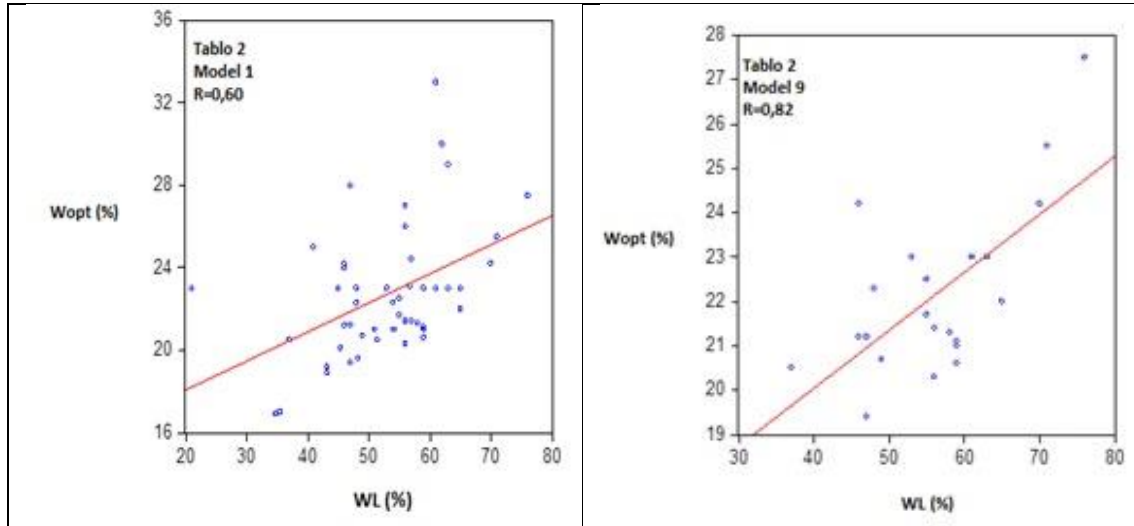 36
32
28
24
20
16
Tablo 2
Model 1
R=0,60
Wopt (%)
20 30 40 50 60 70 80
WL (%)
28
27
26
25
24
23
22
21
20
19
Tablo 2
Model 9
R=0,82
Wopt (%)
30 40 50 60 70 80
WL (%)